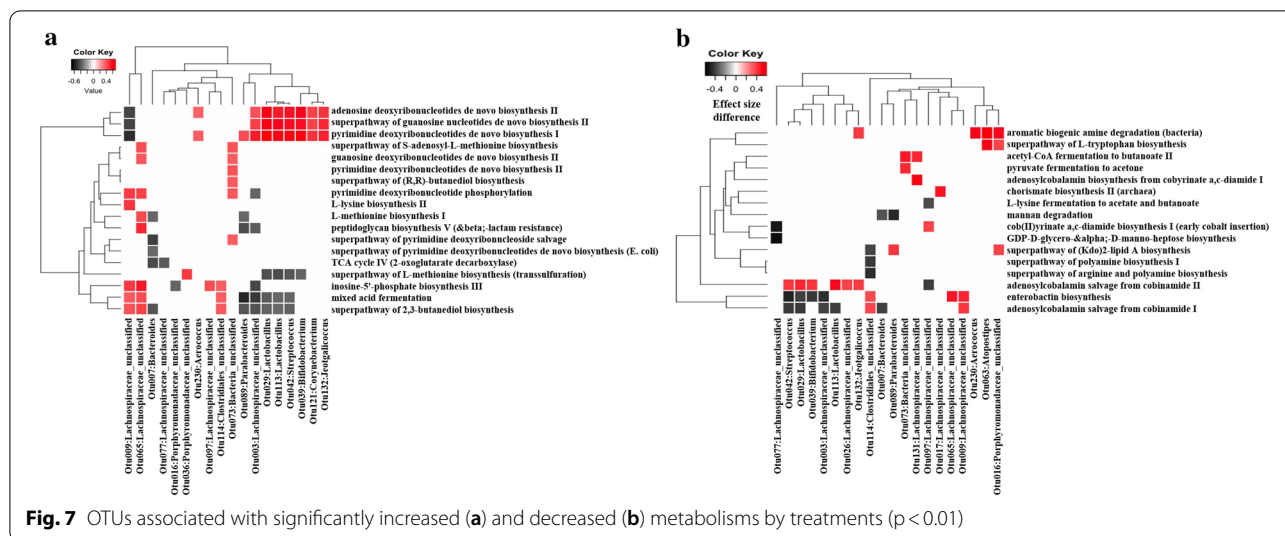 a
Color Key
-0.6 0 0.4
Value
adenosine deoxyribonucleotides de novo biosynthesis II
superpathway of guanosine nucleotides de novo biosynthesis II
pyrimidine deoxyribonucleotides de novo biosynthesis I
superpathway of S-adenosyl-L-methionine biosynthesis
guanosine deoxyribonucleotides de novo biosynthesis II
pyrimidine deoxyribonucleotides de novo biosynthesis II
superpathway of (R,R)-butanediol biosynthesis
pyrimidine deoxyribonucleotide phosphorylation
L-lysine biosynthesis II
L-methionine biosynthesis I
peptidoglycan biosynthesis V (&beta;-lactam resistance)
superpathway of pyrimidine deoxyribonucleoside salvage
superpathway of pyrimidine deoxyribonucleotides de novo biosynthesis (E. coli)
TCA cycle IV (2-oxoglutarate decarboxylase)
superpathway of L-methionine biosynthesis (transsulfuration)
inosine-5'-phosphate biosynthesis III
mixed acid fermentation
superpathway of 2,3-butanediol biosynthesis
Otu009:Lachnospiraceae_unclassified
Otu065:Lachnospiraceae_unclassified
Otu007:Bacteroides
Otu077:Lachnospiraceae_unclassified
Otu016:Porphyromonadaceae_unclassified
Otu036:Porphyromonadaceae_unclassified
Otu230:Aerococcus
Otu097:Lachnospiraceae_unclassified
Otu114:Clostridiales_unclassified
Otu073:Bacteria_unclassified
Otu089:Parabacteroides
Otu003:Lachnospiraceae_unclassified
Otu029:Lactobacillus
Otu113:Lactobacillus
Otu042:Streptococcus
Otu039:Bifidobacterium
Otu121:Corynebacterium
Otu132:Jeotgalicoccus
b
Color Key
-0.4 0 0.4
Effect size
difference
aromatic biogenic amine degradation (bacteria)
superpathway of L-tryptophan biosynthesis
acetyl-CoA fermentation to butanoate II
pyruvate fermentation to acetone
adenosylcobalamin biosynthesis from cobyrinate a,c-diamide I
chorismate biosynthesis II (archaea)
L-lysine fermentation to acetate and butanoate
mannan degradation
cob(II)yrinate a,c-diamide biosynthesis I (early cobalt insertion)
GDP-D-glycero-&alpha;-D-manno-heptose biosynthesis
superpathway of (Kdo)2-lipid A biosynthesis
superpathway of polyamine biosynthesis I
superpathway of arginine and polyamine biosynthesis
adenosylcobalamin salvage from cobinamide II
enterobactin biosynthesis
adenosylcobalamin salvage from cobinamide I
Otu077:Lachnospiraceae_unclassified
Otu042:Streptococcus
Otu029:Lactobacillus
Otu039:Bifidobacterium
Otu003:Lachnospiraceae_unclassified
Otu113:Lactobacillus
Otu026:Lachnospiraceae_unclassified
Otu132:Jeotgalicoccus
Otu114:Clostridiales_unclassified
Otu007:Bacteroides
Otu089:Parabacteroides
Otu073:Bacteria_unclassified
Otu131:Lachnospiraceae_unclassified
Otu097:Lachnospiraceae_unclassified
Otu017:Lachnospiraceae_unclassified
Otu065:Lachnospiraceae_unclassified
Otu009:Lachnospiraceae_unclassified
Otu230:Aerococcus
Otu063:Atopostipes
Otu016:Porphyromonadaceae_unclassified
Fig. 7 OTUs associated with significantly increased (a) and decreased (b) metabolisms by treatments (p < 0.01)